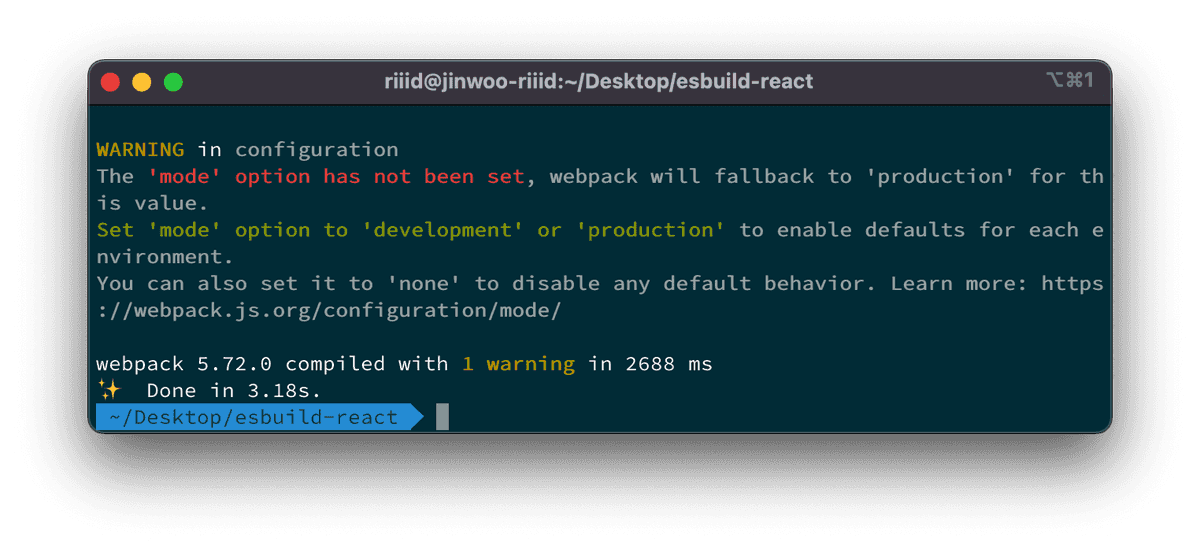 riiid@jinwoo-riiid:~/Desktop/esbuild-react ⌥⌘1
WARNING in configuration
The 'mode' option has not been set, webpack will fallback to 'production' for th
is value.
Set 'mode' option to 'development' or 'production' to enable defaults for each e
nvironment.
You can also set it to 'none' to disable any default behavior. Learn more: https
://webpack.js.org/configuration/mode/
webpack 5.72.0 compiled with 1 warning in 2688 ms
✨ Done in 3.18s.
~/Desktop/esbuild-react